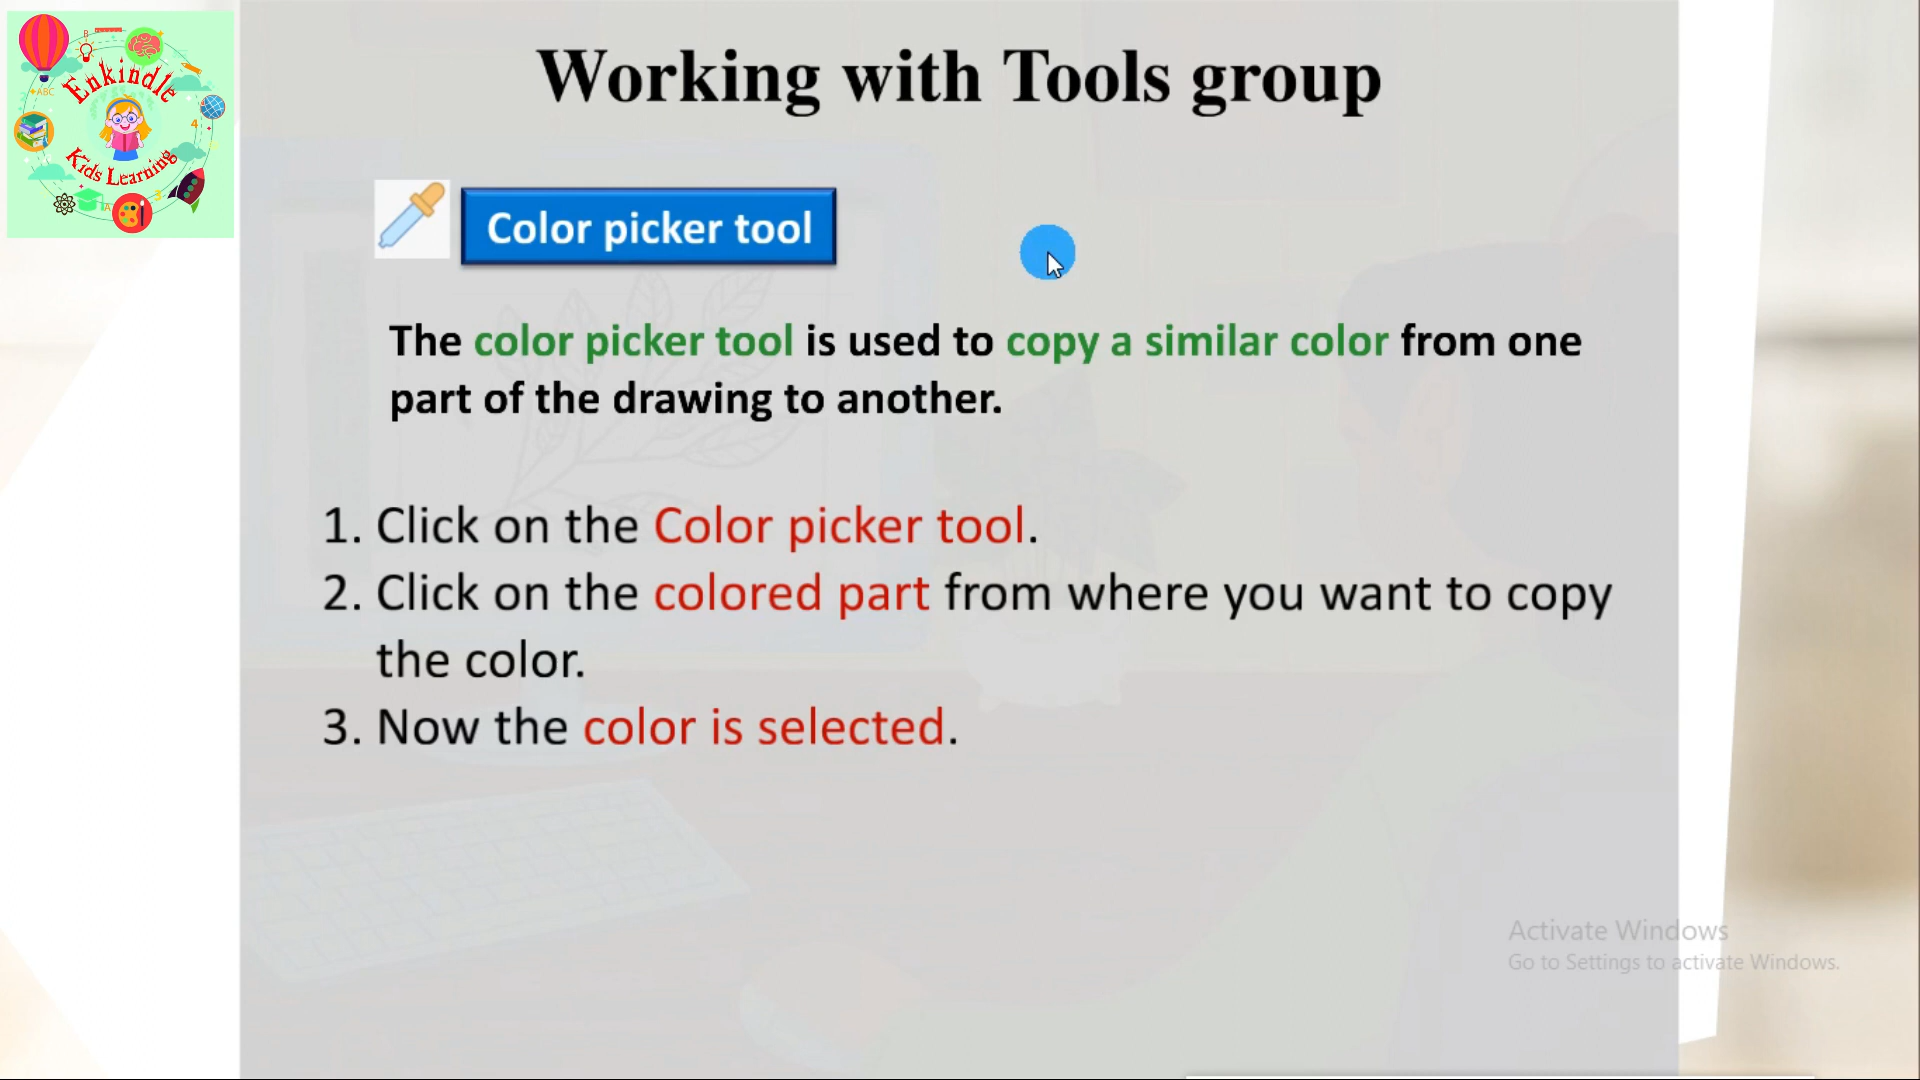 Working with Tools group
Enkindle
Kids Learning
Color picker tool
The color picker tool is used to copy a similar color from one
part of the drawing to another.
1. Click on the Color picker tool.
2. Click on the colored part from where you want to copy
the color.
3. Now the color is selected.
Activate Windows
Go to Settings to activate Windows.